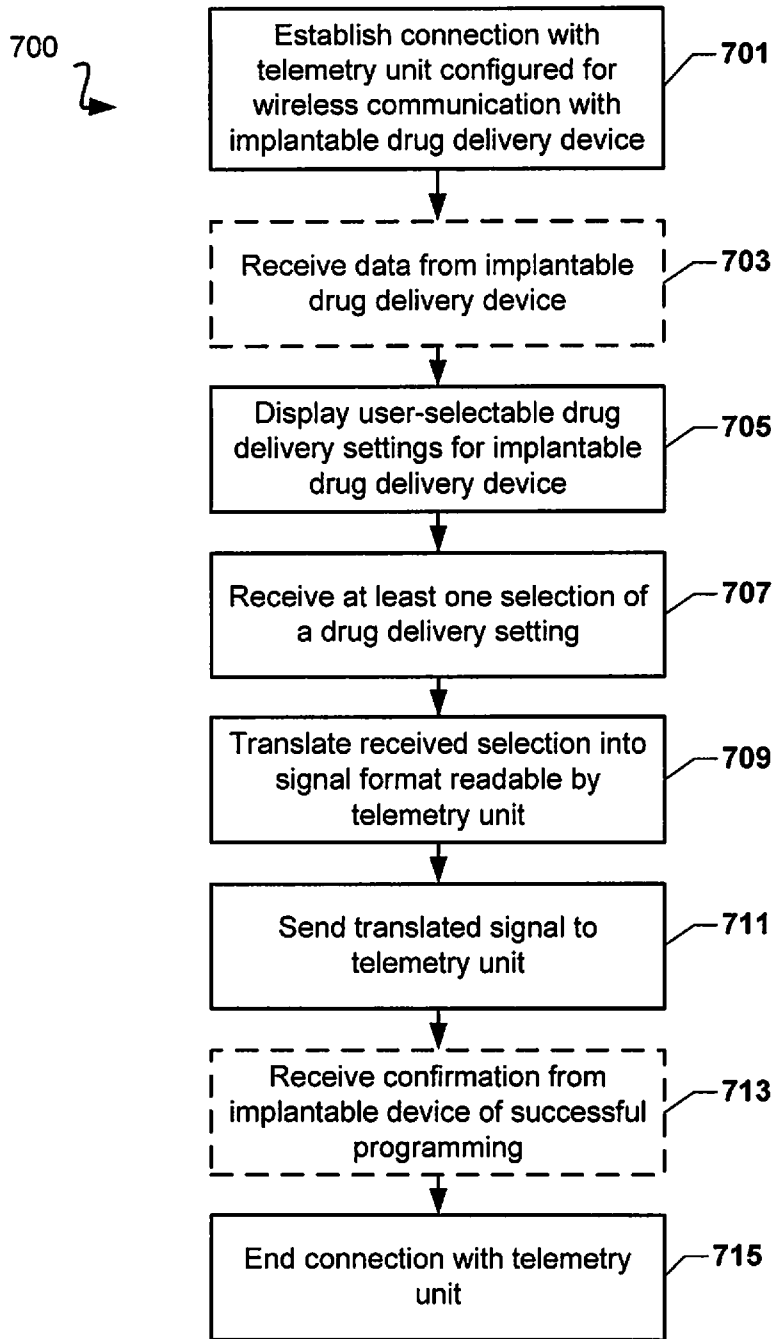 700
Establish connection with
telemetry unit configured for
wireless communication with
implantable drug delivery device
701
Receive data from implantable
drug delivery device
703
Display user-selectable drug
delivery settings for implantable
drug delivery device
705
Receive at least one selection of
a drug delivery setting
707
Translate received selection into
signal format readable by
telemetry unit
709
Send translated signal to
telemetry unit
711
Receive confirmation from
implantable device of successful
programming
713
End connection with telemetry
unit
715